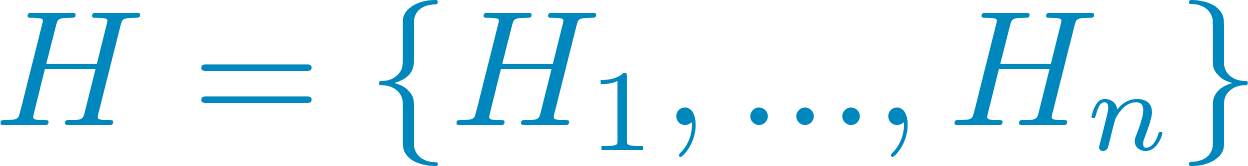 H = {H₁, ..., Hₙ}